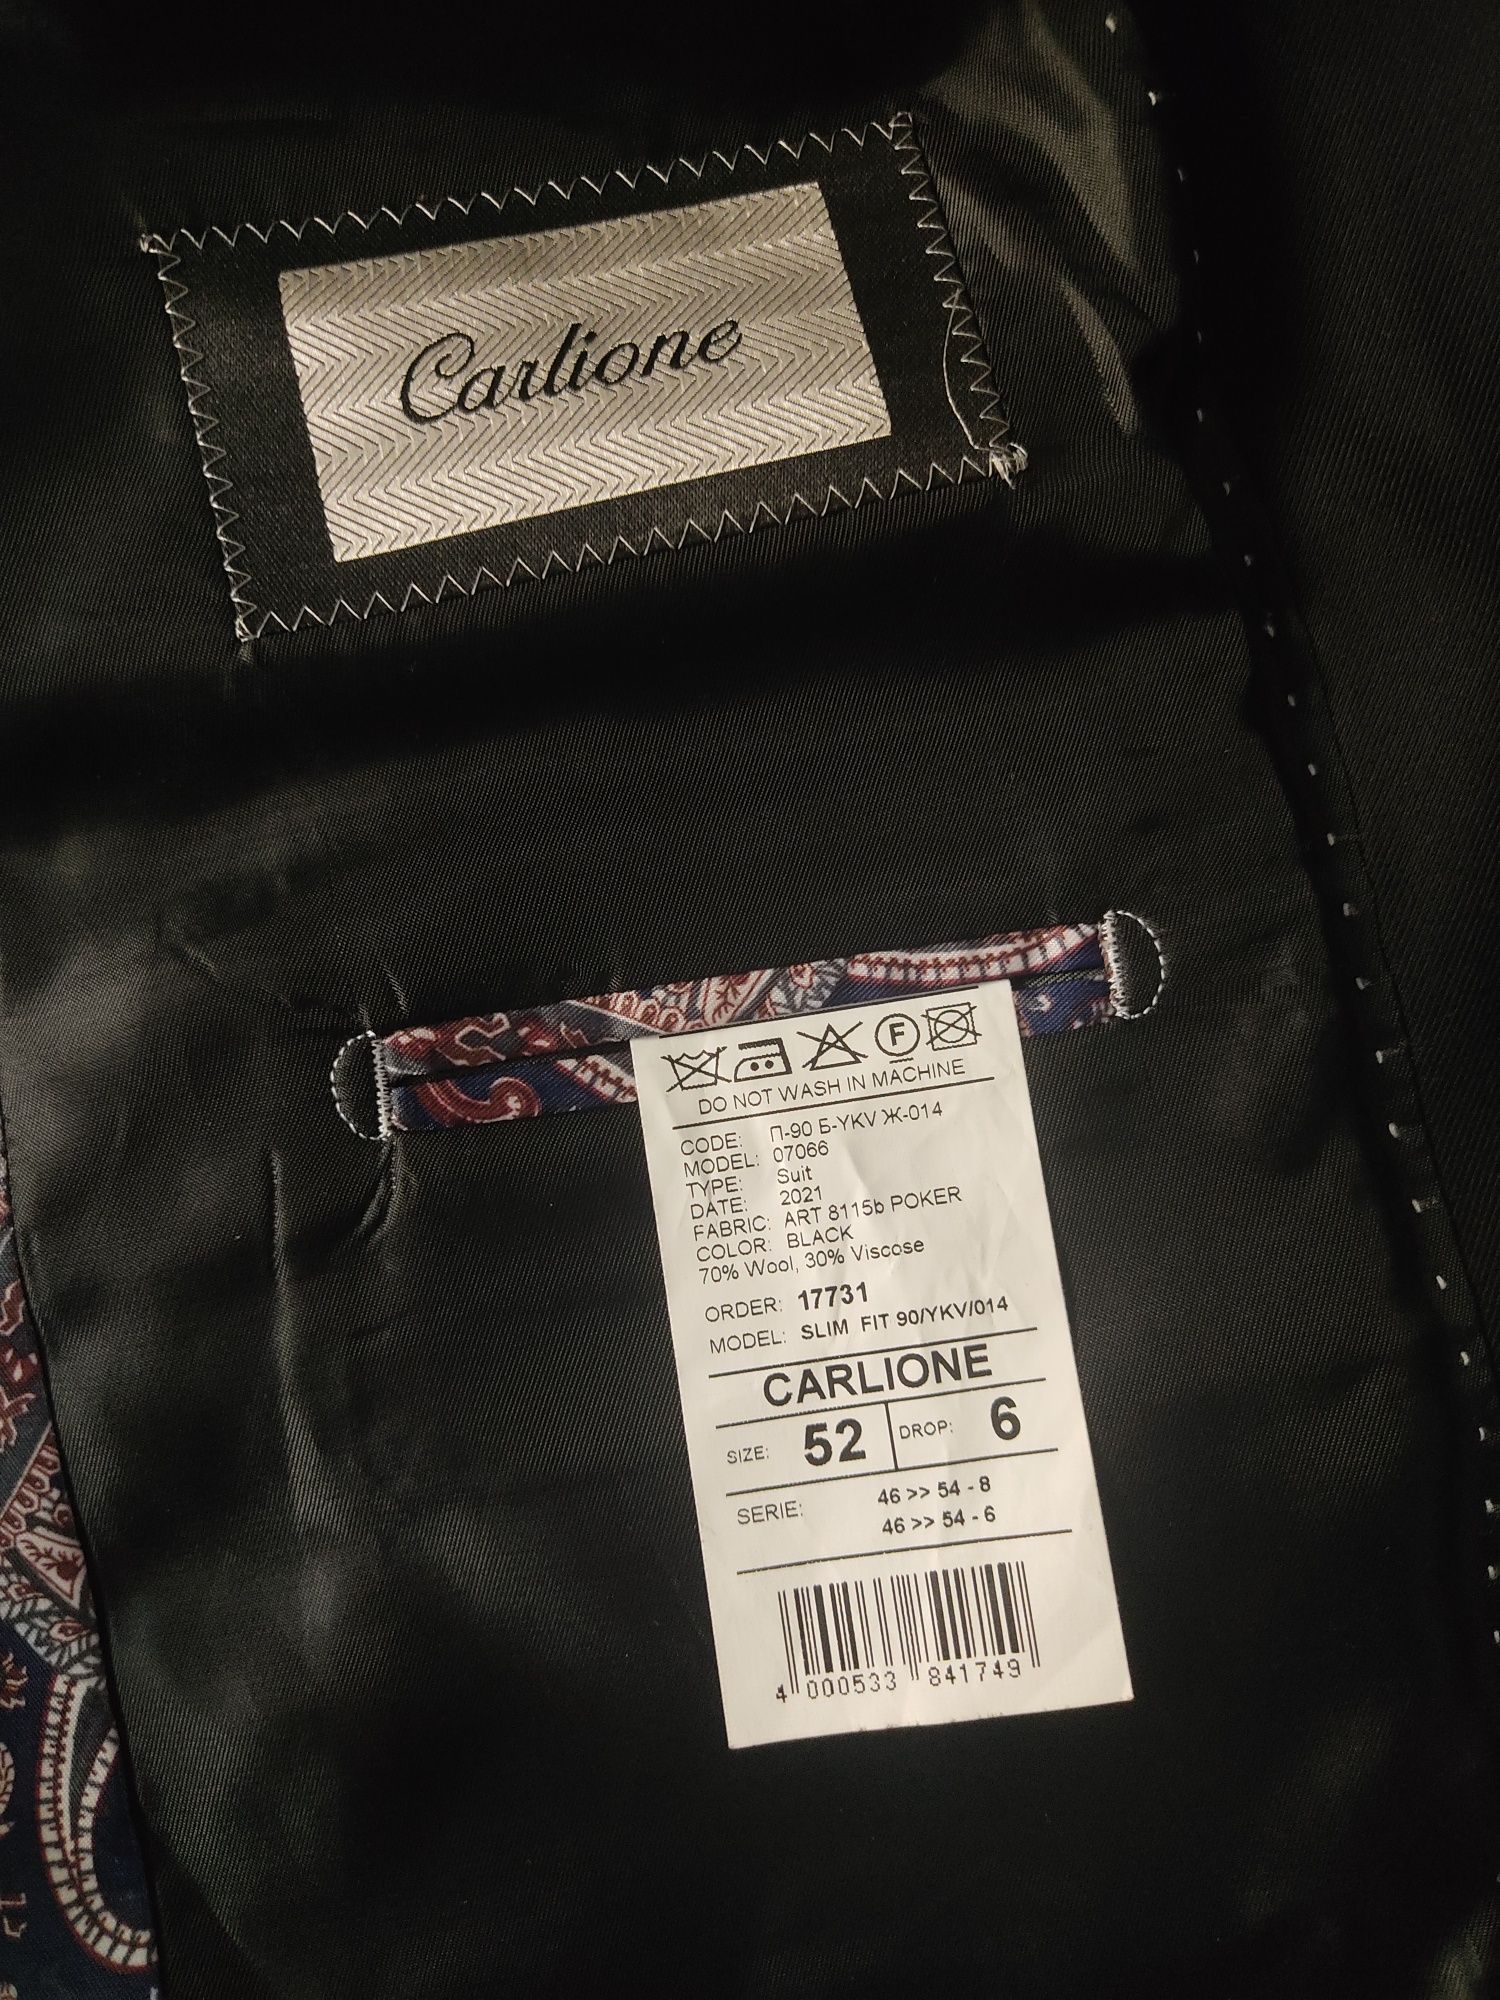 Carlione
F
DO NOT WASH IN MACHINE
CODE: П-90 Б-YKV Ж-014
MODEL: 07066
TYPE: Suit
DATE: 2021
FABRIC: ART 8115b POKER
COLOR: BLACK
70% Wool, 30% Viscose
ORDER: 17731
MODEL: SLIM FIT 90/YKV/014
CARLIONE
SIZE: 52 DROP: 6
SERIE: 46 >> 54 - 8
46 >> 54 - 6
4 000533 841749